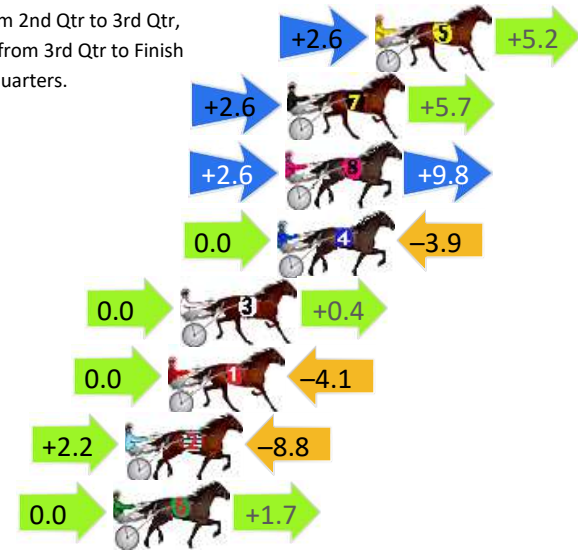 m 2nd Qtr to 3rd Qtr,
from 3rd Qtr to Finish
uarters.
+2.6 5 +5.2
+2.6 7 +5.7
+2.6 8 +9.8
0.0 4 –3.9
0.0 3 +0.4
0.0 1 –4.1
+2.2 2 –8.8
0.0 6 +1.7